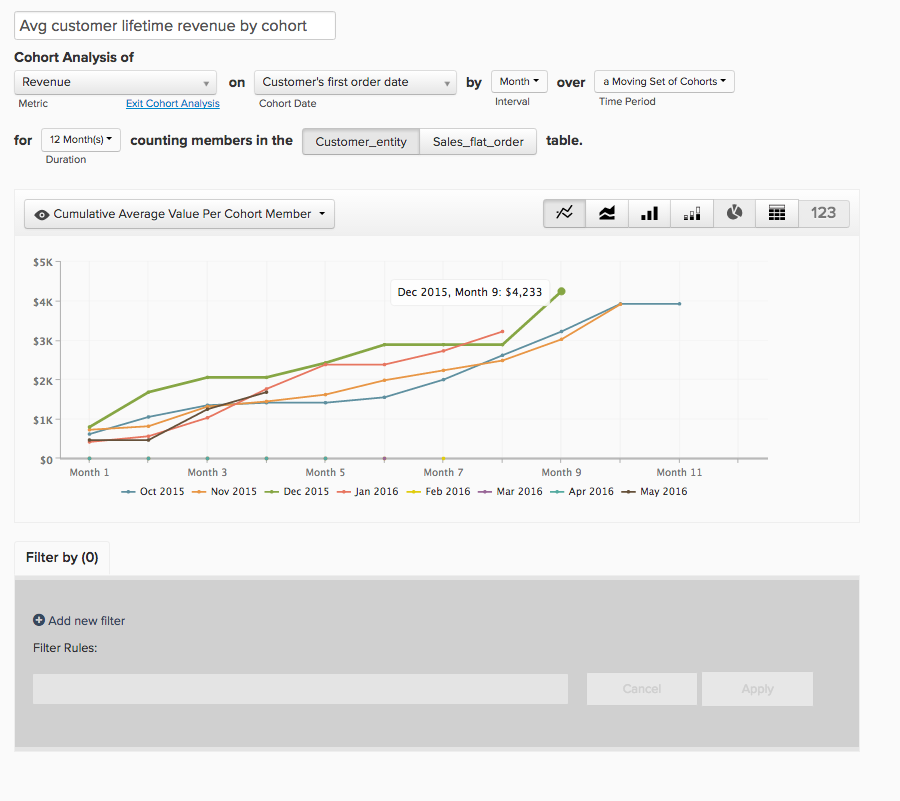 Avg customer lifetime revenue by cohort
Cohort Analysis of
Revenue on Customer's first order date by Month over a Moving Set of Cohorts
Metric Exit Cohort Analysis Cohort Date Interval Time Period
for 12 Month(s) counting members in the Customer_entity Sales_flat_order table.
Duration
Cumulative Average Value Per Cohort Member 123
$5K
Dec 2015, Month 9: $4,233
$4K
$3K
$2K
$1K
$0
Month 1 Month 3 Month 5 Month 7 Month 9 Month 11
Oct 2015 Nov 2015 Dec 2015 Jan 2016 Feb 2016 Mar 2016 Apr 2016 May 2016
Filter by (0)
Add new filter
Filter Rules:
Cancel Apply